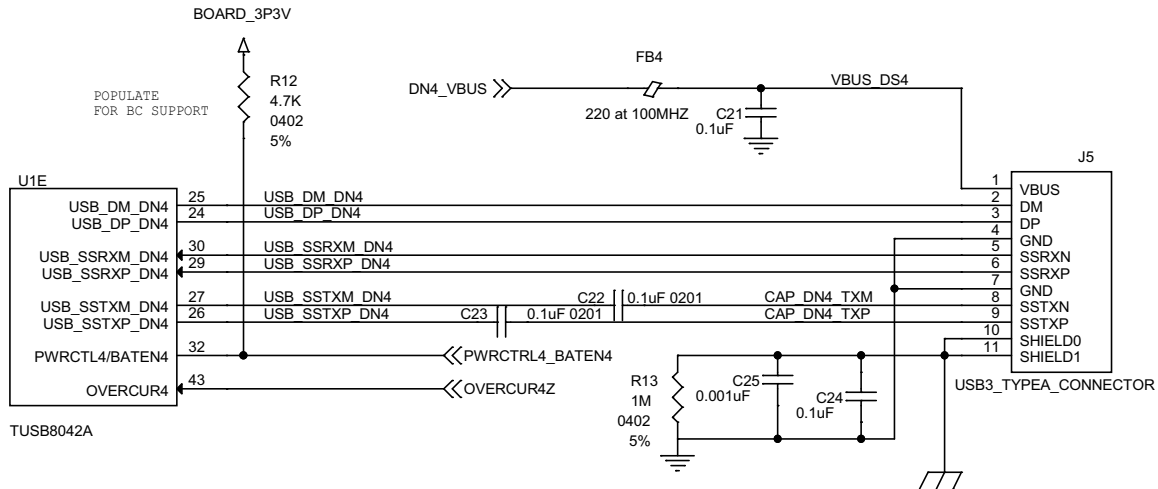 BOARD_3P3V
POPULATE
FOR BC SUPPORT
R12
4.7K
0402
5%
DN4_VBUS
FB4
220 at 100MHZ
VBUS_DS4
C21
0.1uF
J5
U1E
USB_DM_DN4 25 USB_DM_DN4 2 DM
USB_DP_DN4 24 USB_DP_DN4 3 DP
1 VBUS
4 GND
USB_SSRXM_DN4 30 USB_SSRXM_DN4 5 SSRXN
USB_SSRXP_DN4 29 USB_SSRXP_DN4 6 SSRXP
7 GND
USB_SSTXM_DN4 27 USB_SSTXM_DN4 C22 0.1uF 0201 CAP_DN4_TXM 8 SSTXN
USB_SSTXP_DN4 26 USB_SSTXP_DN4 C23 0.1uF 0201 CAP_DN4_TXP 9 SSTXP
10 SHIELD0
11 SHIELD1
PWRCTL4/BATEN4 32 PWRCTRL4_BATEN4
OVERCUR4 43 OVERCUR4Z
TUSB8042A
R13
1M
0402
5%
C25
0.001uF
C24
0.1uF
USB3_TYPEA_CONNECTOR